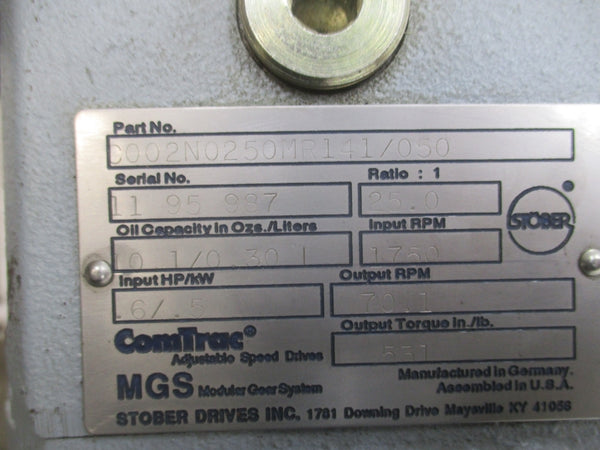 Part No.
C002N0250MR141/050
Serial No. Ratio : 1
11 95 997 25.0
STÖBER ®
Oil Capacity in Ozs./Liters Input RPM
10.1/0.30 L 1750
Input HP/kW Output RPM
.6/.5 70.1
ComTrac® Output Torque in./lb.
Adjustable Speed Drives 551
MGS Modular Gear System Manufactured in Germany.
Assembled in U.S.A.
STOBER DRIVES INC. 1781 Downing Drive Maysville KY 41056